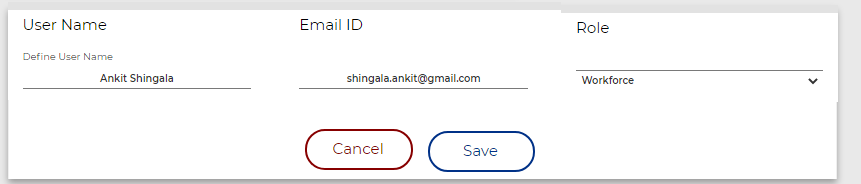 User Name
Email ID
Role
Define User Name
Ankit Shingala
shingala.ankit@gmail.com
Workforce
Cancel
Save